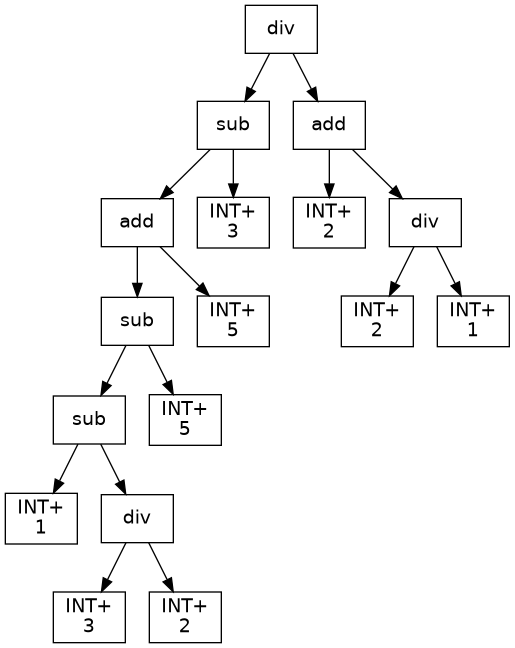 div
sub
add
add
INT+
3
INT+
2
div
sub
INT+
5
INT+
2
INT+
1
sub
INT+
5
INT+
1
div
INT+
3
INT+
2